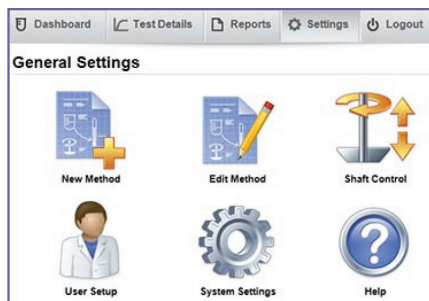 Dashboard Test Details Reports Settings Logout
General Settings
New Method Edit Method Shaft Control
User Setup System Settings Help